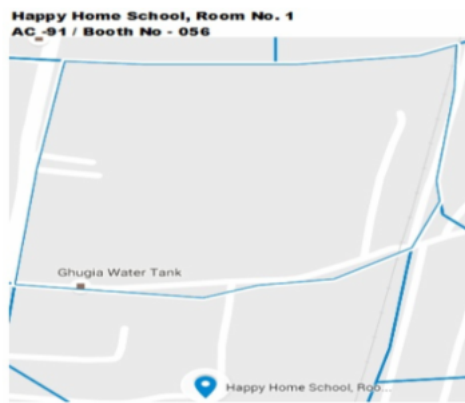 Happy Home School, Room No. 1
AC -91 / Booth No - 056
Ghugia Water Tank
Happy Home School, Roo...